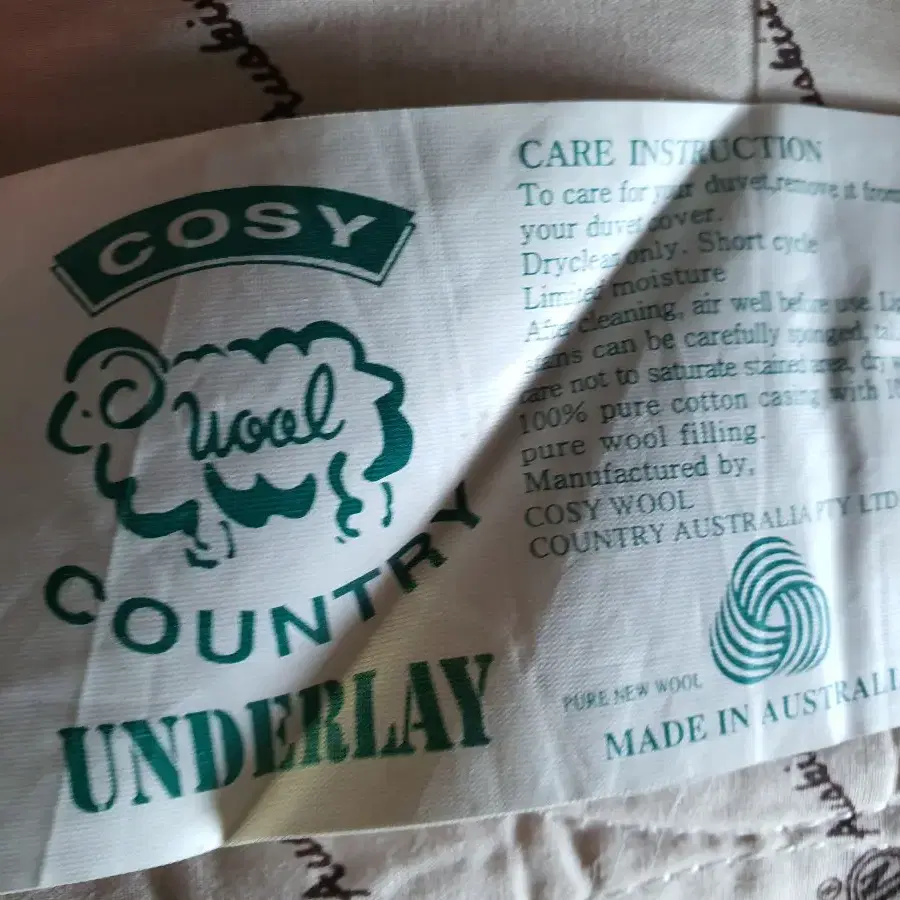 COSY
Wool
COUNTRY
UNDERLAY
CARE INSTRUCTION
To care for your duvet,remove it from
your duvet cover.
Dryclean only. Short cycle
Limited moisture
After cleaning, air well before use.
stains can be carefully sponged,
care not to saturate stained area, dry
100% pure cotton casing with
pure wool filling.
Manufactured by,
COSY WOOL
COUNTRY AUSTRALIA PTY LTD
PURE NEW WOOL
MADE IN AUSTRALI